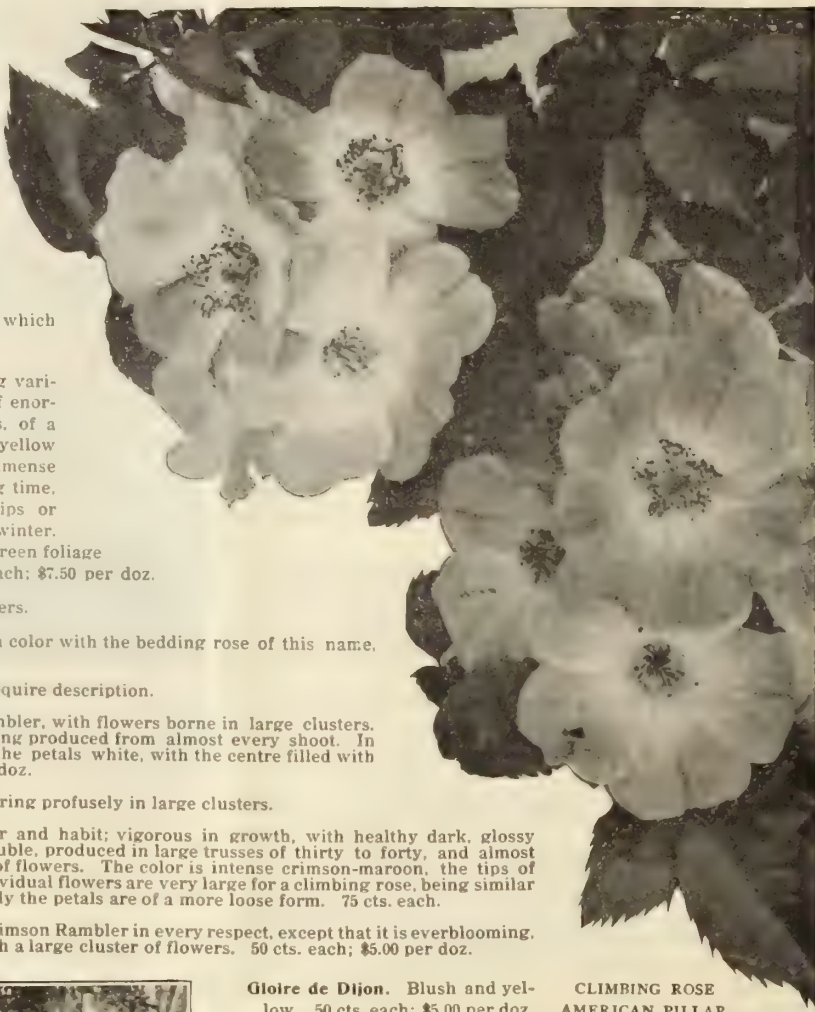 which
vari-
enor-
s. of a
yellow
mense
time,
ips or
winter.
reen foliage
ach; $7.50 per doz.
ers.
color with the bedding rose of this name,
quire description.
mbler, with flowers borne in large clusters.
ng produced from almost every shoot. In
he petals white, with the centre filled with
doz.
ring profusely in large clusters.
r and habit; vigorous in growth, with healthy dark, glossy
uble, produced in large trusses of thirty to forty, and almost
of flowers. The color is intense crimson-maroon, the tips of
vidual flowers are very large for a climbing rose, being similar
ly the petals are of a more loose form. 75 cts. each.
imson Rambler in every respect, except that it is everblooming.
h a large cluster of flowers. 50 cts. each; $5.00 per doz.
Gloire de Dijon. Blush and yel-
low. 50 cts. each; $5.00 per doz.
CLIMBING ROSE
AMERICAN PILLAR